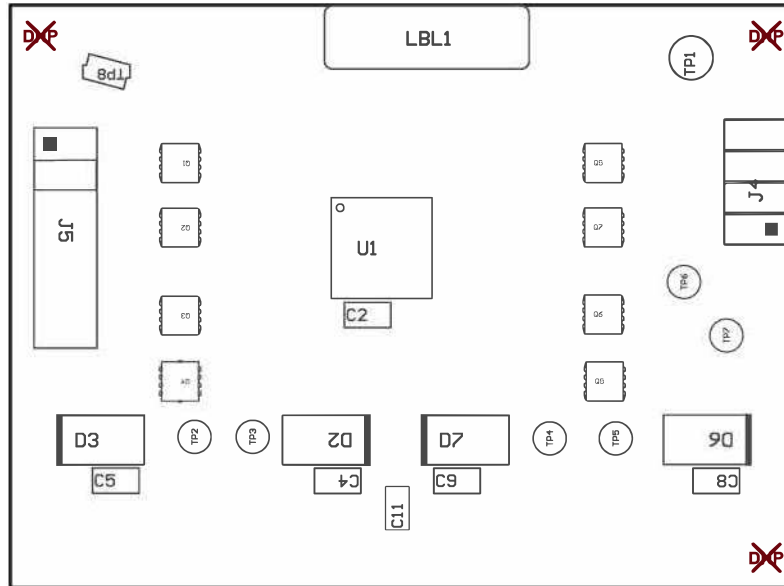 DNP
LBL1
DNP
TP8
TP1
Q1
Q5
J5
J4
Q2
U1
Q7
TP6
Q3
C2
Q6
TP7
Q4
D3
TP2
TP3
D2
D7
TP4
TP5
D6
C5
C4
C9
C8
C11
DNP